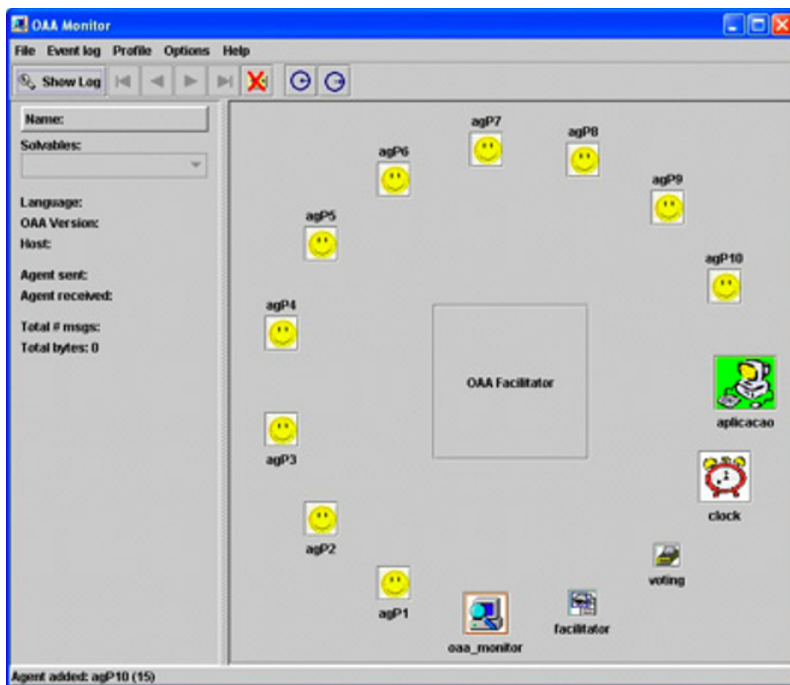 OAA Monitor
File Event log Profile Options Help
Show Log
Name:
Solvables:
Language:
OAA Version:
Host:
Agent sent:
Agent received:
Total # msgs:
Total bytes: 0
agP7
agP8
agP6
agP9
agP5
agP10
agP4
OAA Facilitator
aplicacao
agP3
clock
agP2
voting
agP1
facilitator
oaa_monitor
Agent added: agP10 (15)